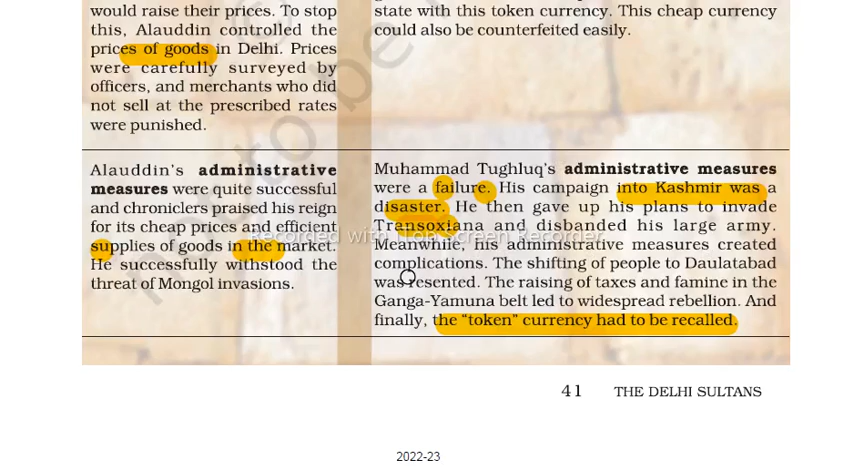 would raise their prices. To stop
this, Alauddin controlled the
prices of goods in Delhi. Prices
were carefully surveyed by
officers, and merchants who did
not sell at the prescribed rates
were punished.
state with this token currency. This cheap currency
could also be counterfeited easily.
Alauddin's administrative
measures were quite successful
and chroniclers praised his reign
for its cheap prices and efficient
supplies of goods in the market.
He successfully withstood the
threat of Mongol invasions.
Muhammad Tughluq's administrative measures
were a failure. His campaign into Kashmir was a
disaster. He then gave up his plans to invade
Transoxiana and disbanded his large army.
Meanwhile, his administrative measures created
complications. The shifting of people to Daulatabad
was resented. The raising of taxes and famine in the
Ganga-Yamuna belt led to widespread rebellion. And
finally, the "token" currency had to be recalled.
Recorded with iTop Screen Recorder
41 THE DELHI SULTANS
2022-23